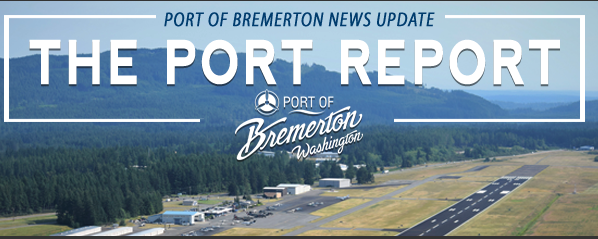 PORT OF BREMERTON NEWS UPDATE
THE PORT REPORT
PORT OF
Bremerton
Washington